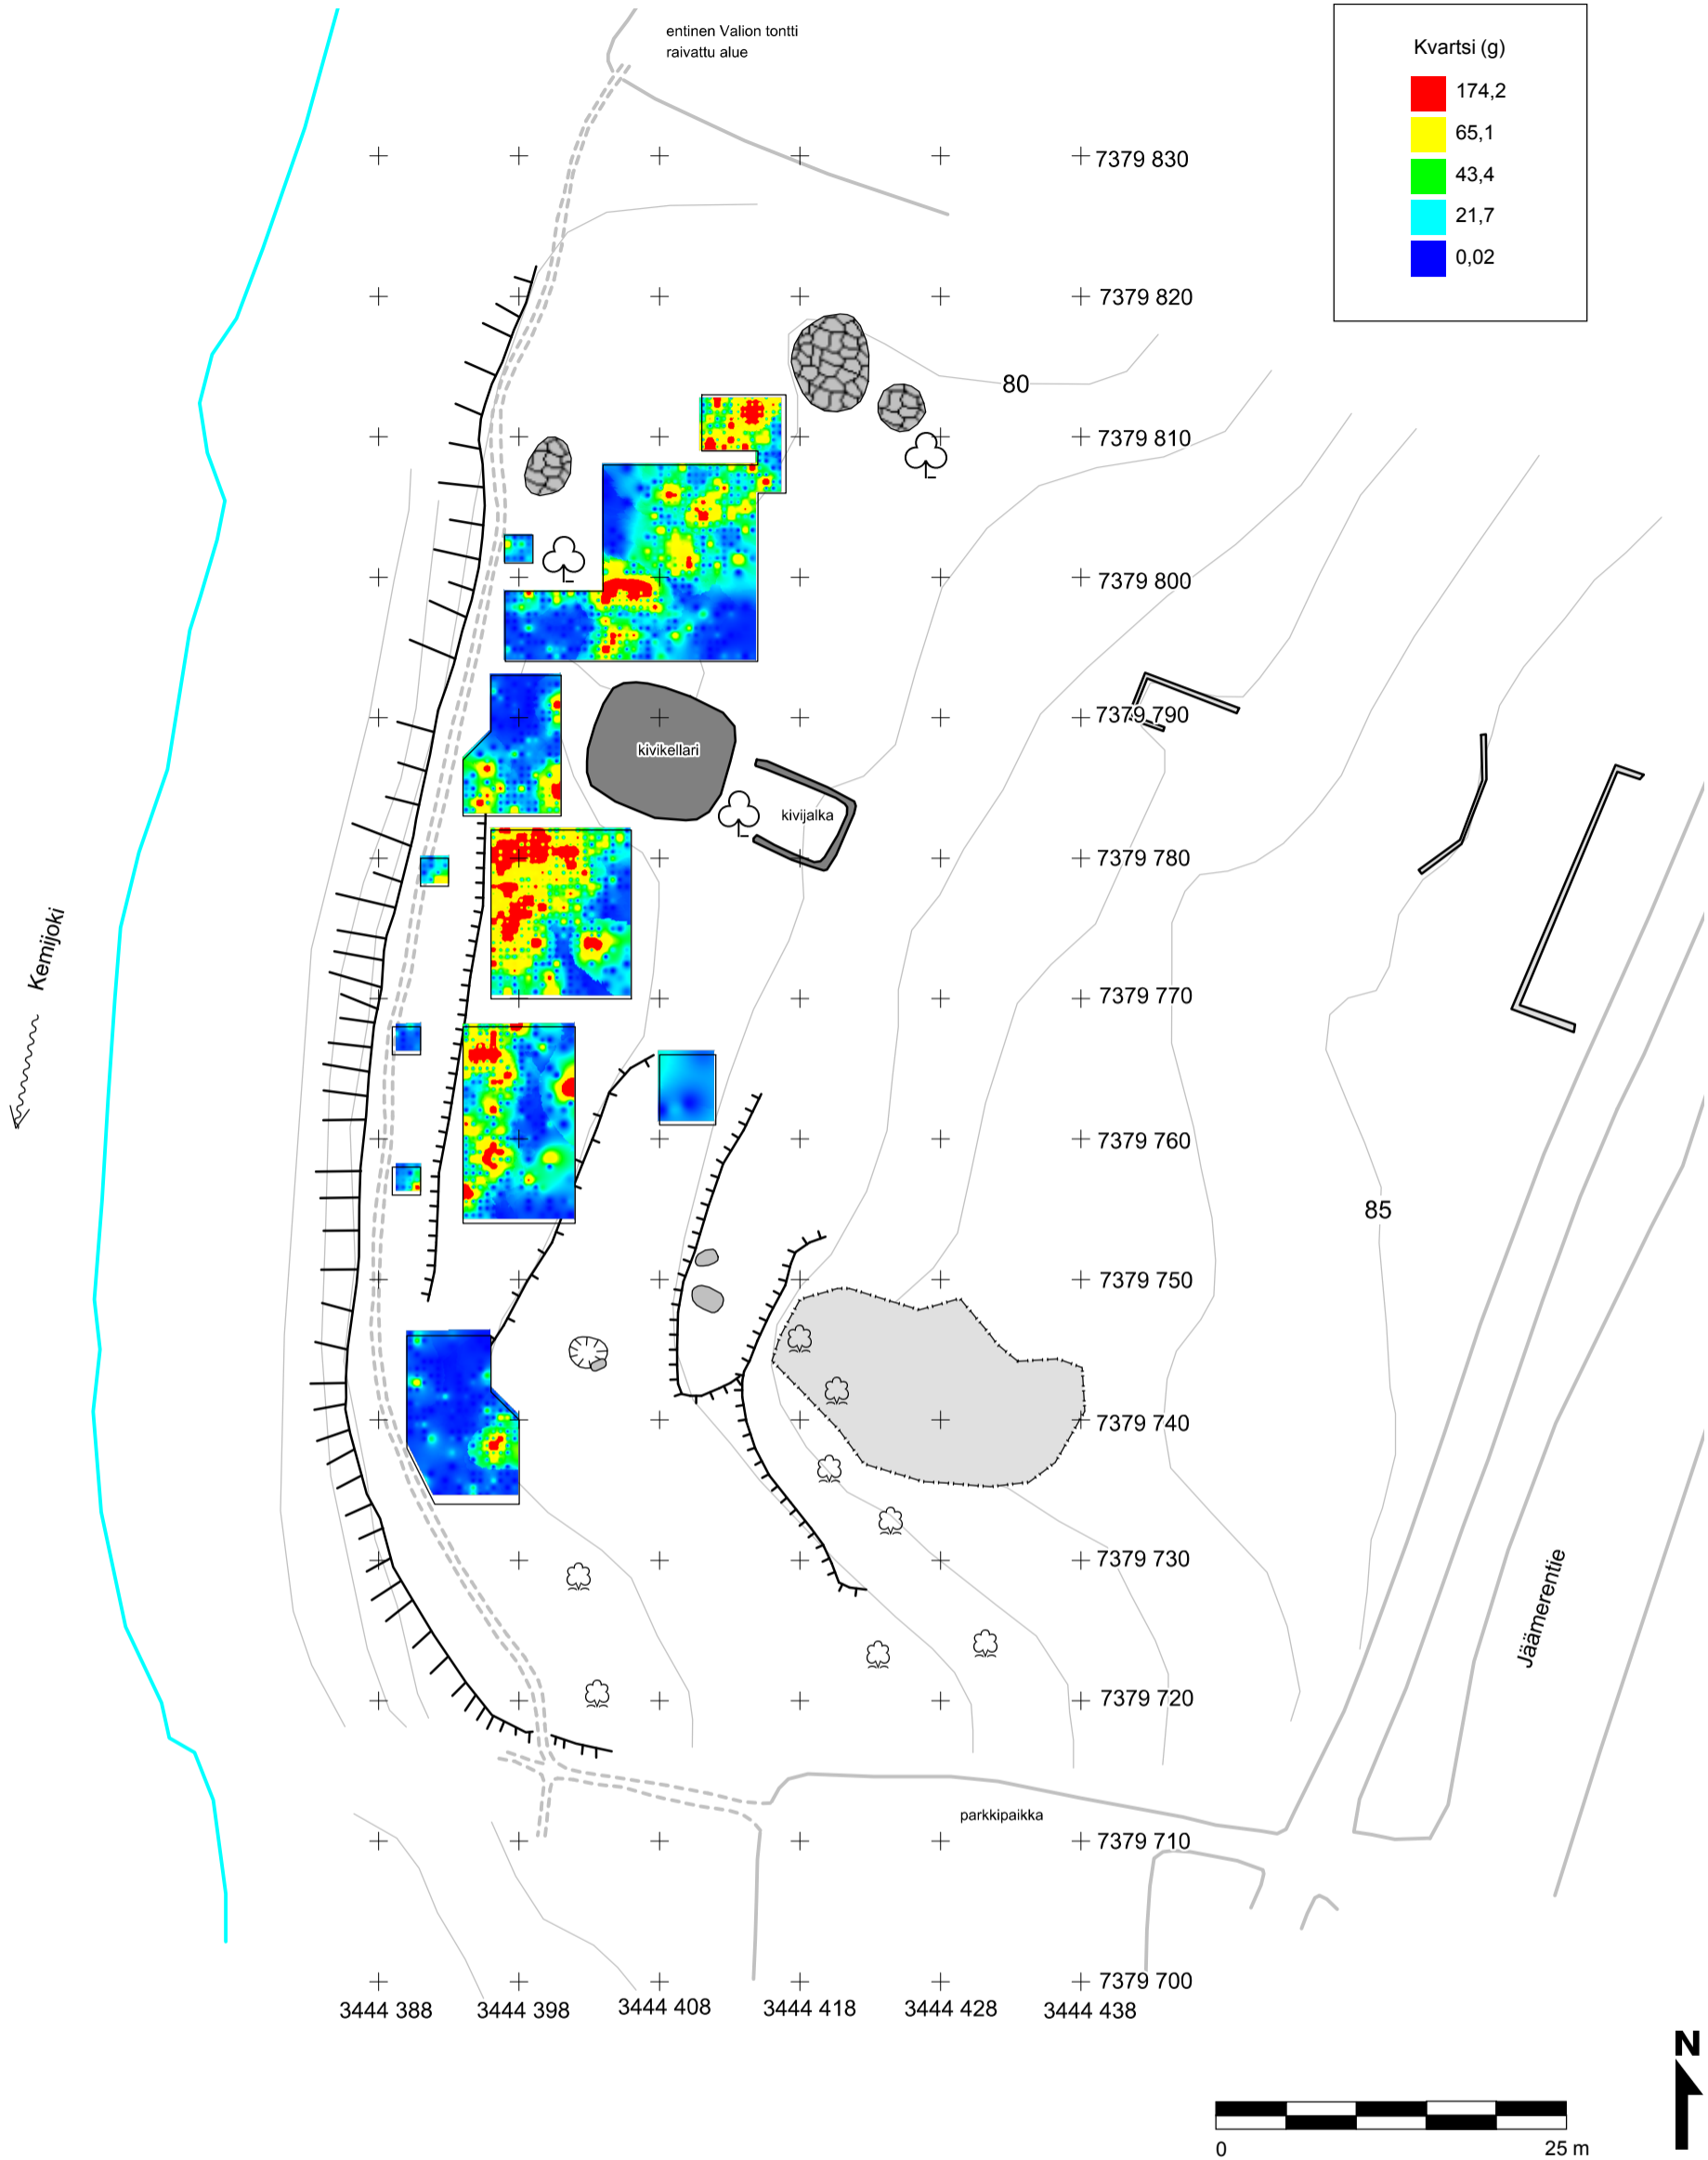 entinen Valion tontti
raivattu alue
Kvartsi (g)
174,2
65,1
43,4
21,7
0,02
7379 830
7379 820
80
7379 810
7379 800
7379 790
kivikellari
kivijalka
7379 780
Kemijoki
7379 770
7379 760
85
7379 750
7379 740
7379 730
Jäämerentie
7379 720
parkkipaikka
7379 710
7379 700
3444 388
3444 398
3444 408
3444 418
3444 428
3444 438
N
0
25 m